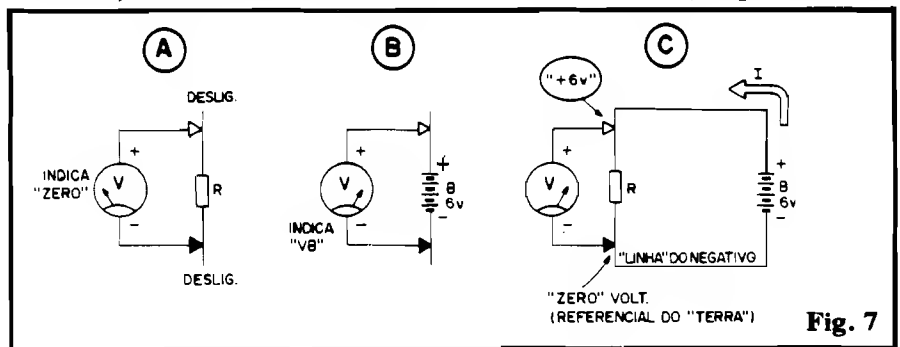 A
DESLIG.
+
INDICA
"ZERO"
V
R
-
DESLIG.
B
+
+
V
B
6v
-
-
INDICA
"VB"
C
"+6v"
I
+
V
R
-
+
B
6v
-
"LINHA" DO NEGATIVO
"ZERO" VOLT.
(REFERENCIAL DO "TERRA")
Fig. 7